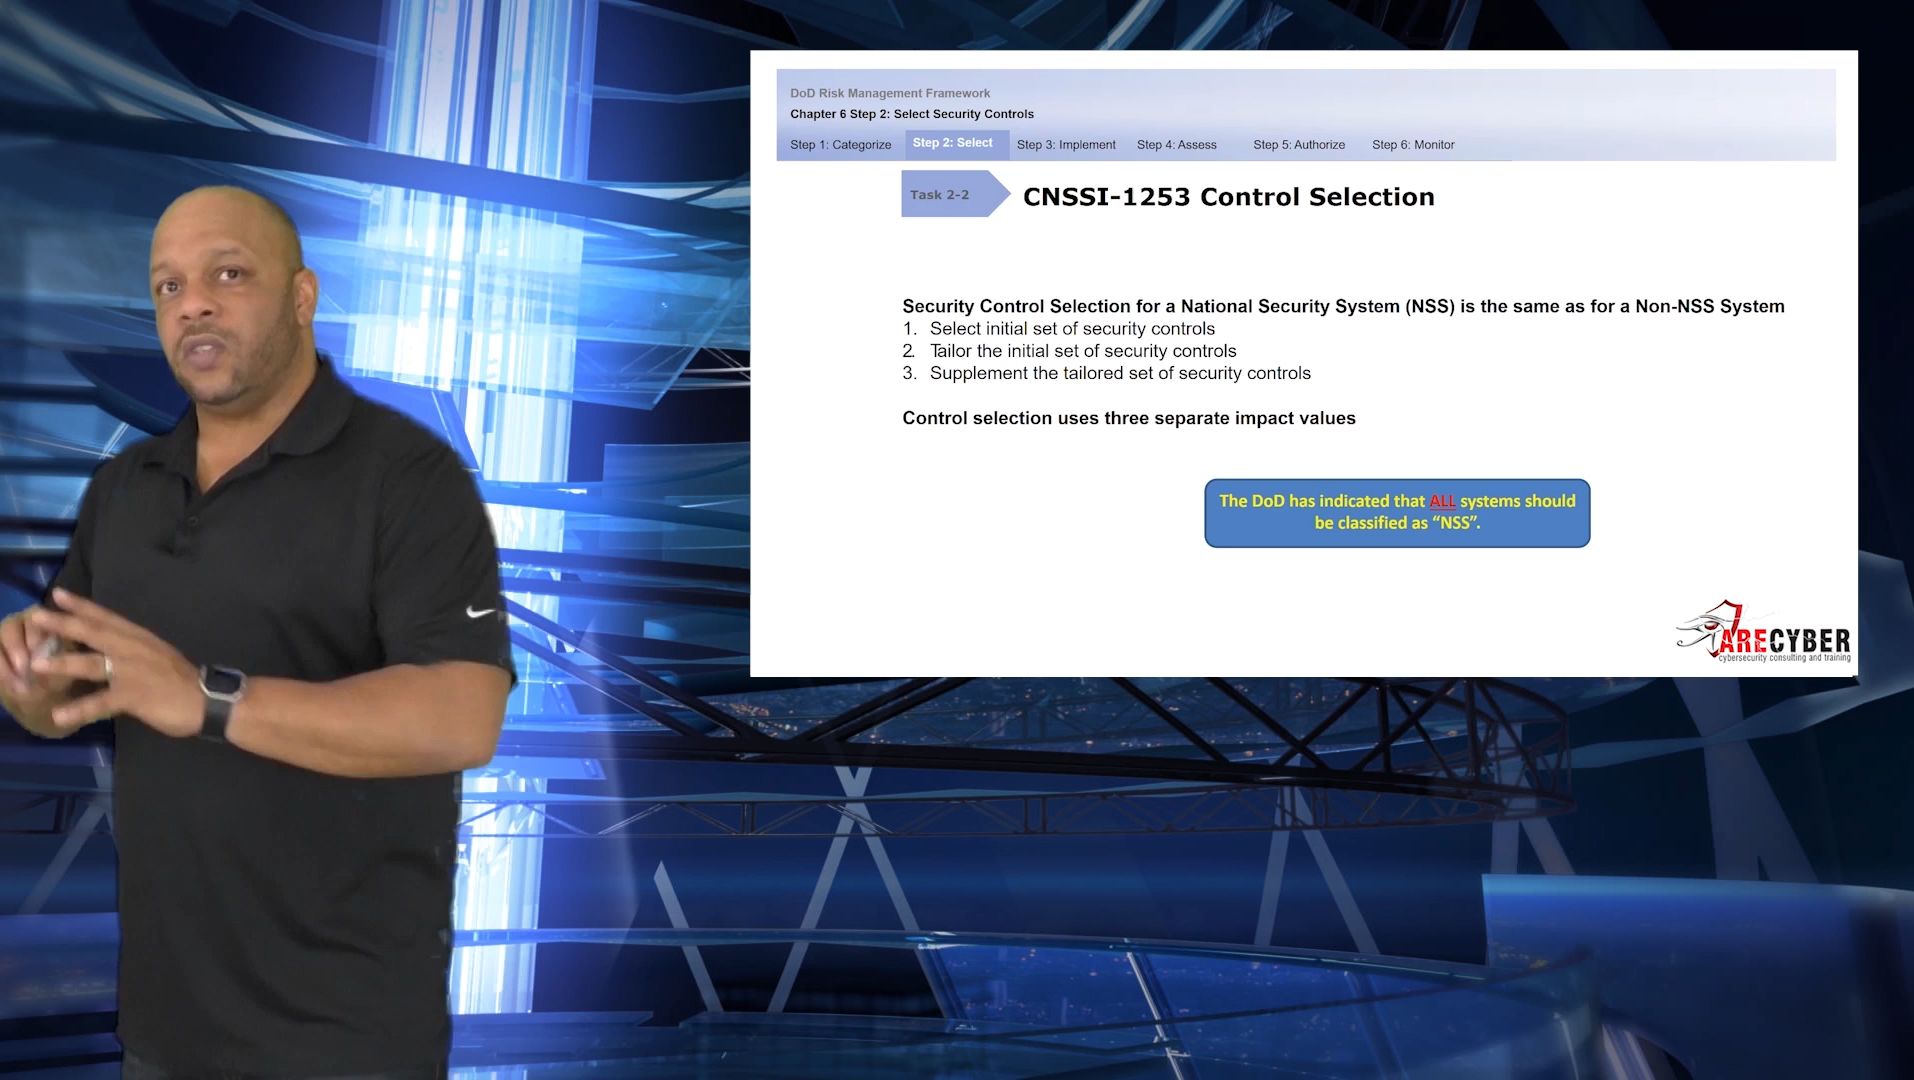 DoD Risk Management Framework
Chapter 6 Step 2: Select Security Controls
Step 1: Categorize Step 2: Select Step 3: Implement Step 4: Assess Step 5: Authorize Step 6: Monitor
Task 2-2
CNSSI-1253 Control Selection
Security Control Selection for a National Security System (NSS) is the same as for a Non-NSS System
1. Select initial set of security controls
2. Tailor the initial set of security controls
3. Supplement the tailored set of security controls
Control selection uses three separate impact values
The DoD has indicated that ALL systems should
be classified as “NSS”.
ARECYBER
cybersecurity consulting and training